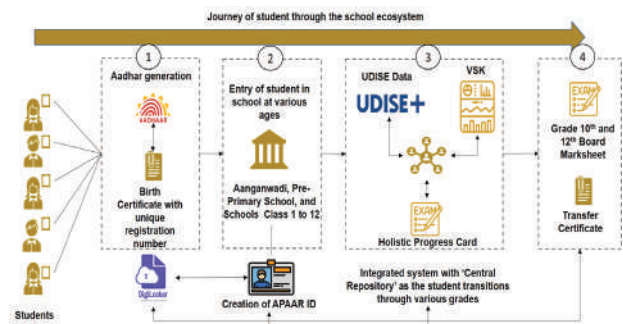 Journey of student through the school ecosystem
1
2
3
4
Aadhar generation
AADHAAR
Birth
Certificate with
unique
registration
number
DigiLocker
Entry of student in
school at various
ages
Aanganwadi, Pre-
Primary School, and
Schools Class 1 to 12
Creation of APAAR ID
UDISE Data
UDISE+
VSK
EXAM
Holistic Progress Card
Integrated system with ‘Central
Repository’ as the student transitions
through various grades
EXAM
Grade 10th and
12th Board
Marksheet
Transfer
Certificate
Students